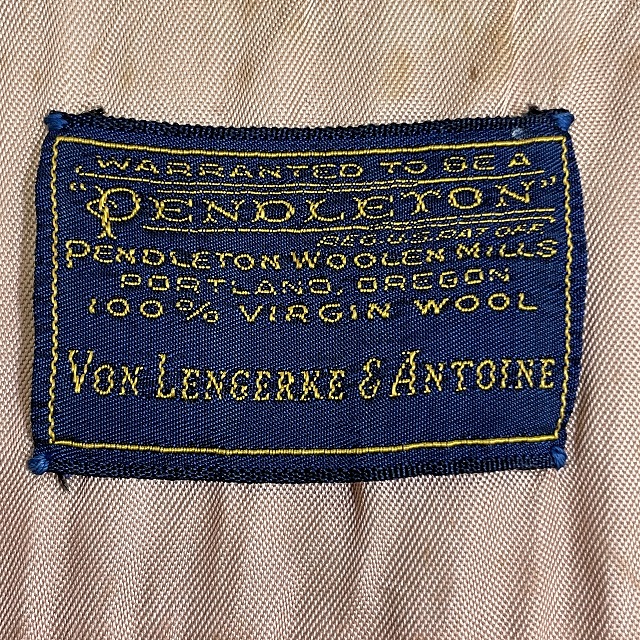 WARRANTED TO BE A
"PENDLETON"
REG. U.S. PAT. OFF.
PENDLETON WOOLEN MILLS
PORTLAND, OREGON
100% VIRGIN WOOL
VON LENGERKE & ANTOINE